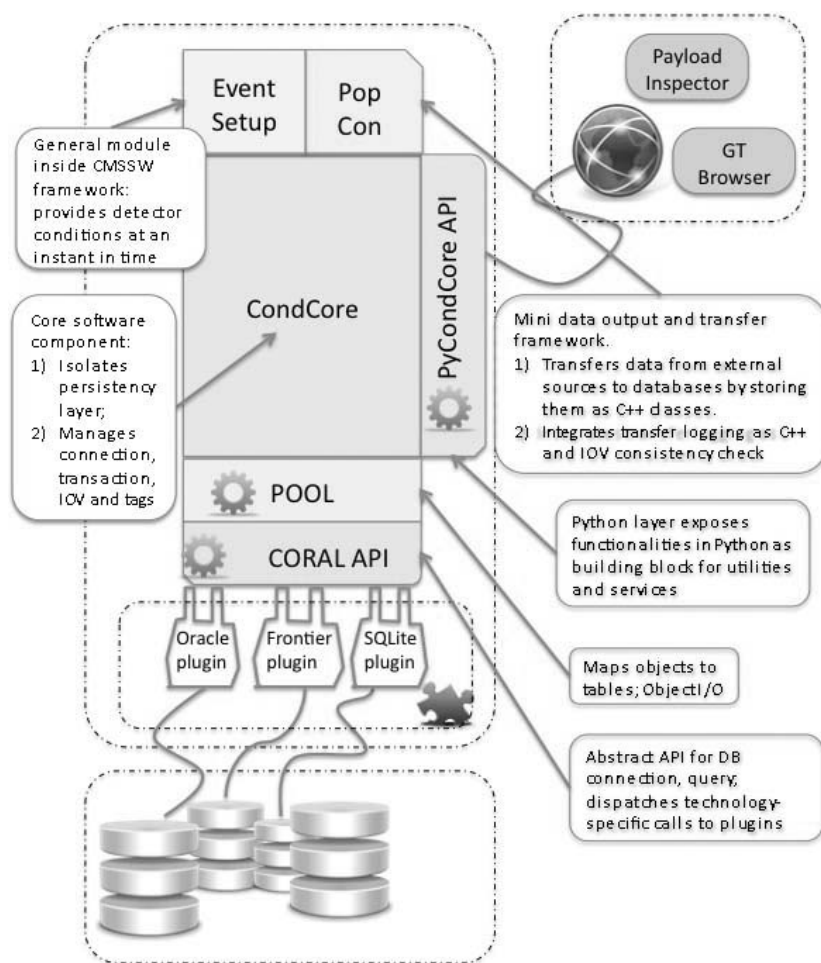 Event
Setup
Pop
Con
Payload
Inspector
GT
Browser
General module
inside CMSSW
framework:
provides detector
conditions at an
instant in time
CondCore
PyCondCore API
Core software
component:
1) Isolates
persistency
layer;
2) Manages
connection,
transaction,
IOV and tags
Mini data output and transfer
framework.
1) Transfers data from external
sources to databases by storing
them as C++ classes.
2) Integrates transfer logging as C++
and IOV consistency check
POOL
CORAL API
Python layer exposes
functionalities in Python as
building block for utilities
and services
Oracle
plugin
Frontier
plugin
SQLite
plugin
Maps objects to
tables; ObjectI/O
Abstract API for DB
connection, query;
dispatches technology-
specific calls to plugins